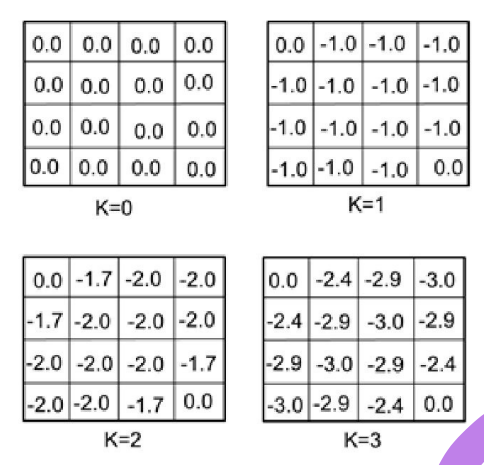 0.0 0.0 0.0 0.0
0.0 0.0 0.0 0.0
0.0 0.0 0.0 0.0
0.0 0.0 0.0 0.0
K=0
0.0 -1.0 -1.0 -1.0
-1.0 -1.0 -1.0 -1.0
-1.0 -1.0 -1.0 -1.0
-1.0 -1.0 -1.0 0.0
K=1
0.0 -1.7 -2.0 -2.0
-1.7 -2.0 -2.0 -2.0
-2.0 -2.0 -2.0 -1.7
-2.0 -2.0 -1.7 0.0
K=2
0.0 -2.4 -2.9 -3.0
-2.4 -2.9 -3.0 -2.9
-2.9 -3.0 -2.9 -2.4
-3.0 -2.9 -2.4 0.0
K=3